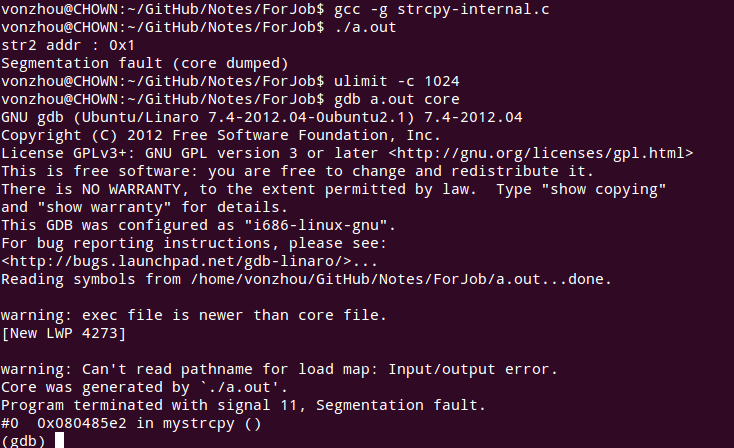 vonzhou@CHOWN:~/GitHub/Notes/ForJob$ gcc -g strcpy-internal.c
vonzhou@CHOWN:~/GitHub/Notes/ForJob$ ./a.out
str2 addr : 0x1
Segmentation fault (core dumped)
vonzhou@CHOWN:~/GitHub/Notes/ForJob$ ulimit -c 1024
vonzhou@CHOWN:~/GitHub/Notes/ForJob$ gdb a.out core
GNU gdb (Ubuntu/Linaro 7.4-2012.04-0ubuntu2.1) 7.4-2012.04
Copyright (C) 2012 Free Software Foundation, Inc.
License GPLv3+: GNU GPL version 3 or later <http://gnu.org/licenses/gpl.html>
This is free software: you are free to change and redistribute it.
There is NO WARRANTY, to the extent permitted by law.  Type "show copying"
and "show warranty" for details.
This GDB was configured as "i686-linux-gnu".
For bug reporting instructions, please see:
<http://bugs.launchpad.net/gdb-linaro/>...
Reading symbols from /home/vonzhou/GitHub/Notes/ForJob/a.out...done.
warning: exec file is newer than core file.
[New LWP 4273]
warning: Can't read pathname for load map: Input/output error.
Core was generated by `./a.out'.
Program terminated with signal 11, Segmentation fault.
#0  0x080485e2 in mystrcpy ()
(gdb)